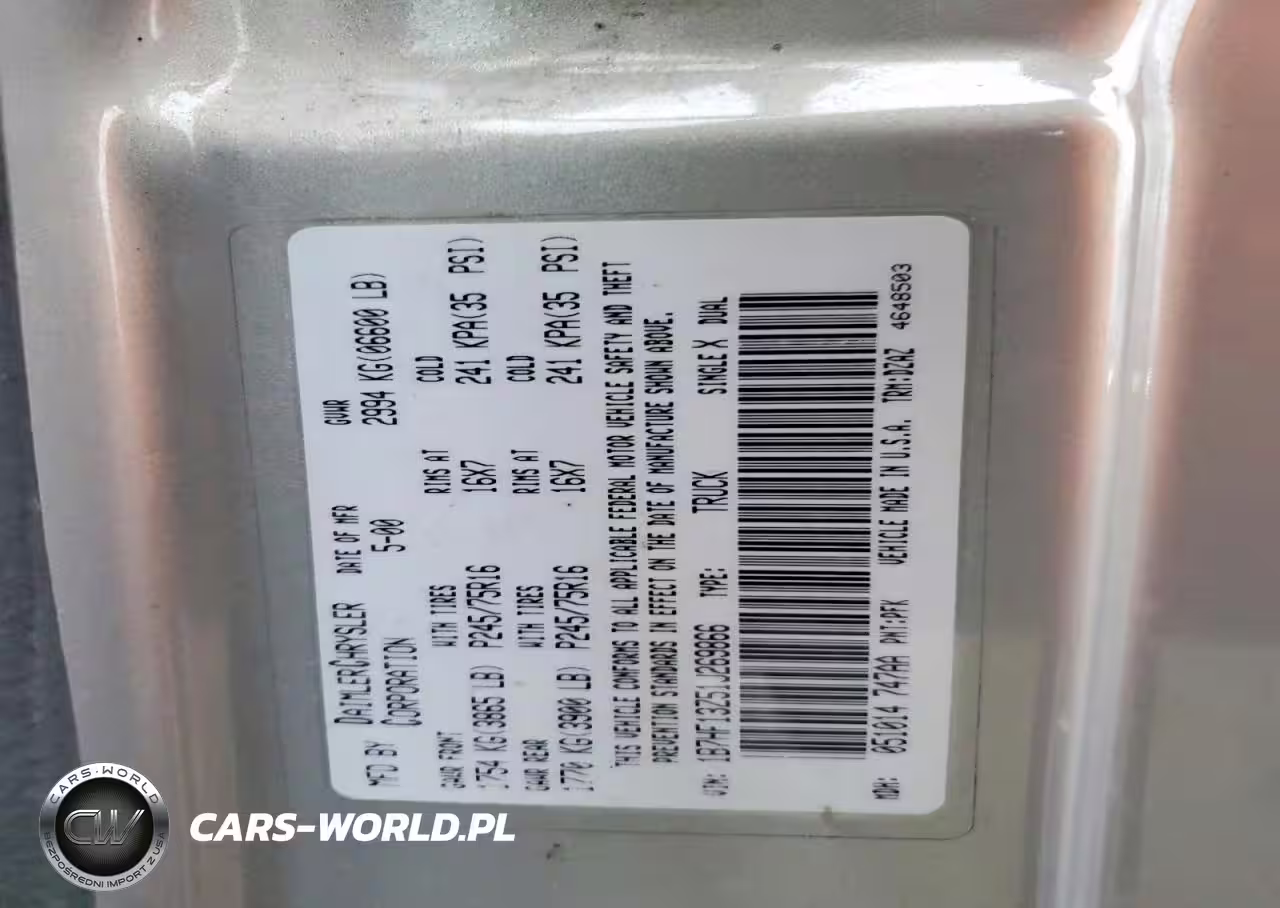 MFD BY DAIMLERCHRYSLER CORPORATION DATE OF MFR 5-00 GVWR 2994 KG(06600 LB)
GAWR FRONT WITH TIRES RIMS AT COLD
1754 KG(3865 LB) P245/75R16 16X7 241 KPA(35 PSI)
GAWR REAR WITH TIRES RIMS AT COLD
1770 KG(3900 LB) P245/75R16 16X7 241 KPA(35 PSI)
THIS VEHICLE CONFORMS TO ALL APPLICABLE FEDERAL MOTOR VEHICLE SAFETY AND THEFT
PREVENTION STANDARDS IN EFFECT ON THE DATE OF MANUFACTURE SHOWN ABOVE.
VIN: 1B7HF13Z51J269866 TYPE: TRUCK SINGLE X DUAL
MDH: 051014 747AA PNT:PFK VEHICLE MADE IN U.S.A. TRM:DZAZ 4648503
CARS-WORLD
CW
BEZPOŚREDNI IMPORT Z USA
CARS-WORLD.PL